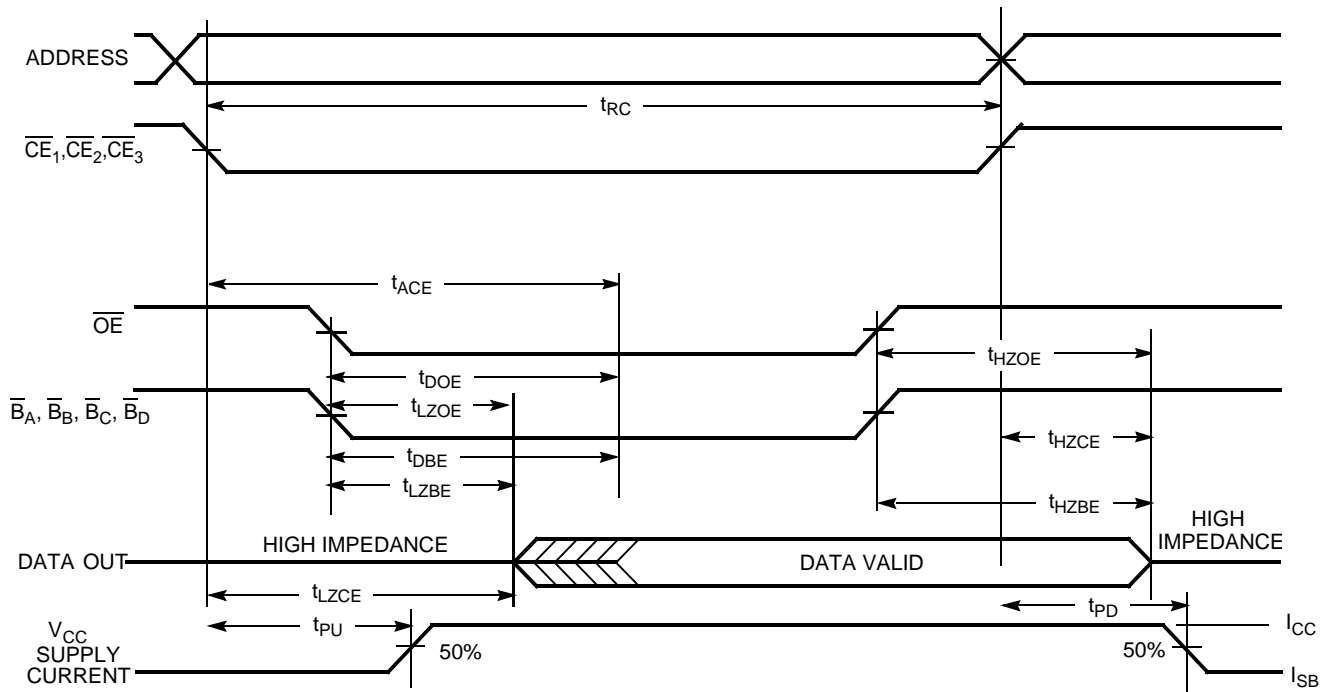 ADDRESS
tRC
CE1,CE2,CE3
tACE
OE
tHZOE
tDOE
BA, BB, BC, BD
tLZOE
tHZCE
tDBE
tLZBE
tHZBE
HIGH IMPEDANCE
HIGH
IMPEDANCE
DATA OUT
DATA VALID
tLZCE
tPD
tPU
VCC
SUPPLY
CURRENT
50%
50%
ICC
ISB